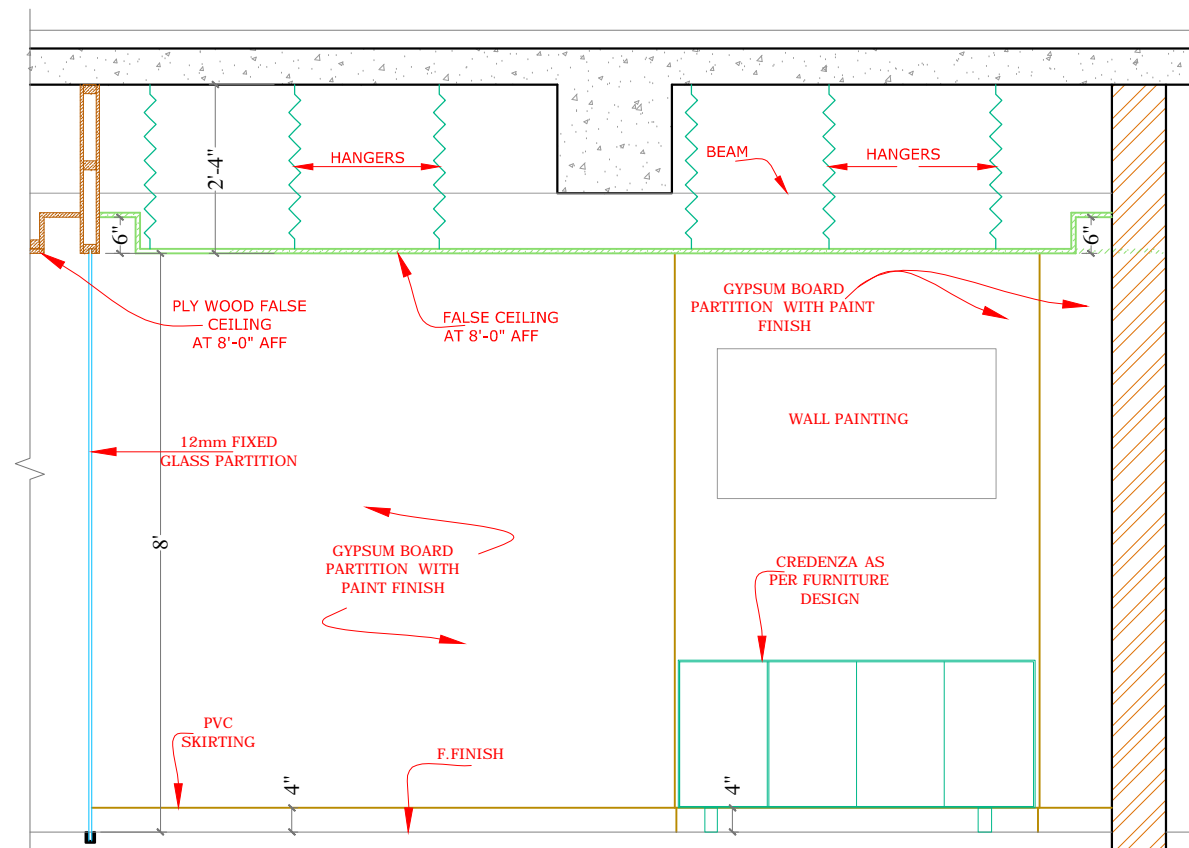 2'-4"
HANGERS
BEAM
HANGERS
6"
6"
PLY WOOD FALSE
CEILING
AT 8'-0" AFF
FALSE CEILING
AT 8'-0" AFF
GYPSUM BOARD
PARTITION WITH PAINT
FINISH
WALL PAINTING
12mm FIXED
GLASS PARTITION
8'
GYPSUM BOARD
PARTITION WITH
PAINT FINISH
CREDENZA AS
PER FURNITURE
DESIGN
PVC
SKIRTING
F.FINISH
4"
4"